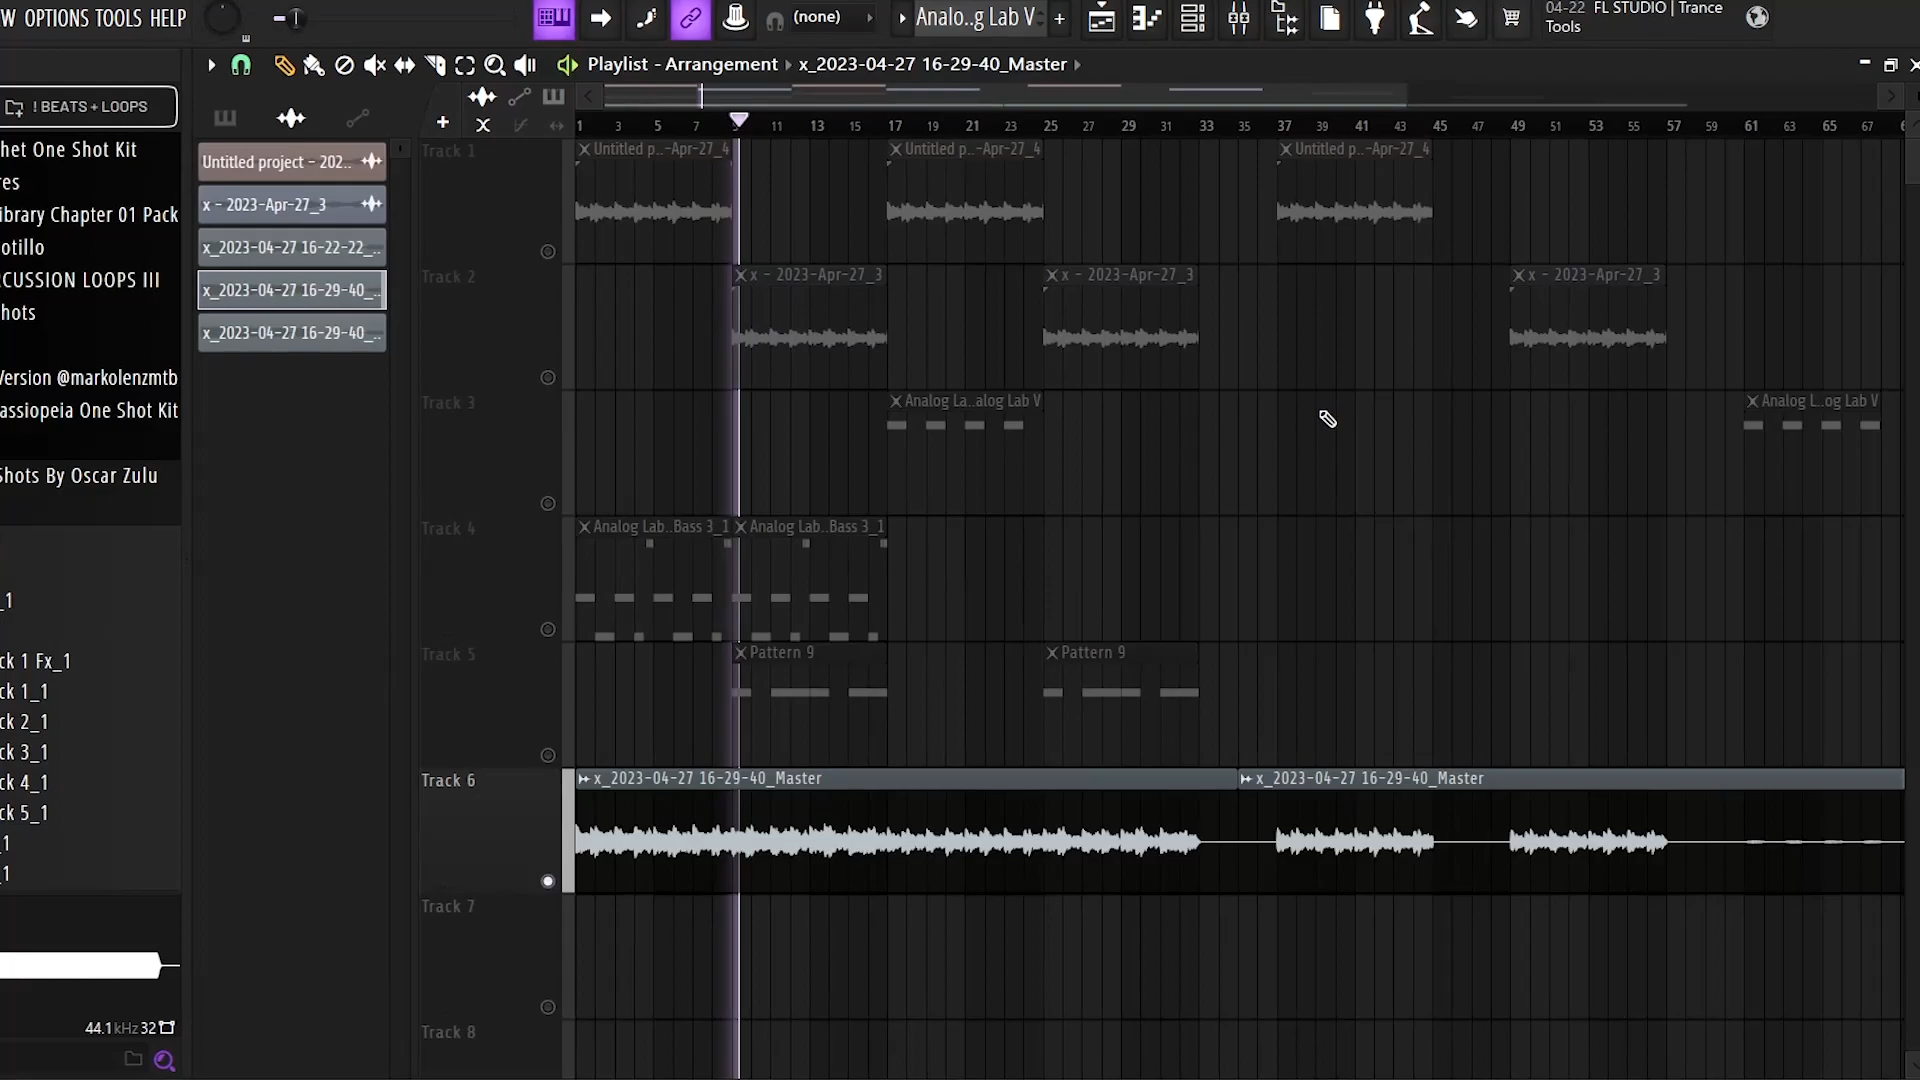 W OPTIONS TOOLS HELP
(none)
Analo..g Lab V
04-22 FL STUDIO | Trance
Tools
Playlist - Arrangement
x_2023-04-27 16-29-40_Master
! BEATS + LOOPS
het One Shot Kit
res
ibrary Chapter 01 Pack
otillo
RCUSSION LOOPS III
hots
Version @markolenzmtb
assiopeia One Shot Kit
Shots By Oscar Zulu
_1
ck 1 Fx_1
ck 1_1
ck 2_1
ck 3_1
ck 4_1
ck 5_1
_1
_1
44.1kHz 32
Untitled project - 202..
x - 2023-Apr-27_3
x_2023-04-27 16-22-22_..
x_2023-04-27 16-29-40_..
x_2023-04-27 16-29-40_..
1 3 5 7 9 11 13 15 17 19 21 23 25 27 29 31 33 35 37 39 41 43 45 47 49 51 53 55 57 59 61 63 65 67
Track 1
Untitled p..-Apr-27_4
Untitled p..-Apr-27_4
Untitled p..-Apr-27_4
Track 2
x - 2023-Apr-27_3
x - 2023-Apr-27_3
x - 2023-Apr-27_3
Track 3
Analog La..alog Lab V
Analog L..og Lab V
Track 4
Analog Lab..Bass 3_1
Analog Lab..Bass 3_1
Track 5
Pattern 9
Pattern 9
Track 6
x_2023-04-27 16-29-40_Master
x_2023-04-27 16-29-40_Master
Track 7
Track 8